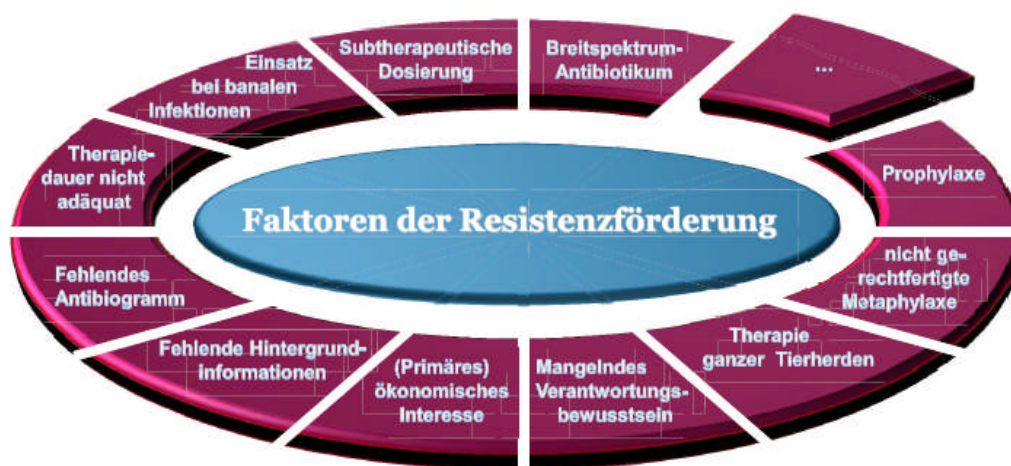 Faktoren der Resistenzförderung
Breitspektrum-
Antibiotikum
...
Prophylaxe
nicht ge-
rechtfertigte
Metaphylaxe
Therapie
ganzer Tierherden
Mangelndes
Verantwortungs-
bewusstsein
(Primäres)
ökonomisches
Interesse
Fehlende Hintergrund-
informationen
Fehlendes
Antibiogramm
Therapie-
dauer nicht
adäquat
Einsatz
bei banalen
Infektionen
Subtherapeutische
Dosierung